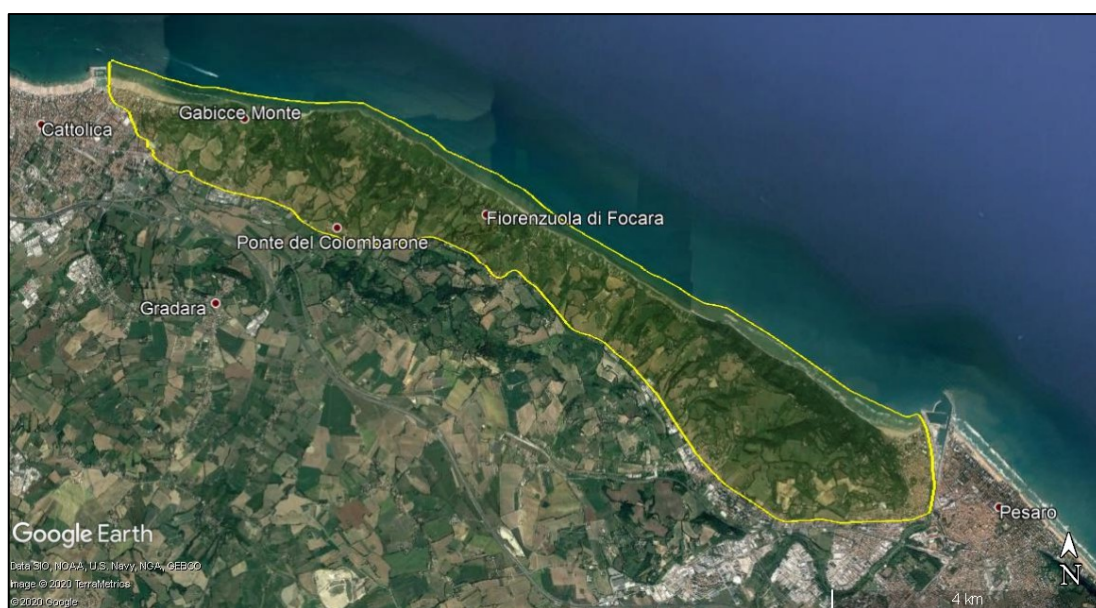 Gabicce Monte
Cattolica
Fiorenzuola di Focara
Ponte del Colombarone
Gradara
Pesaro
Google Earth
Data SIO, NOAA, U.S. Navy, NGA, GEBCO
Image © 2020 TerraMetrics
© 2020 Google
N
4 km